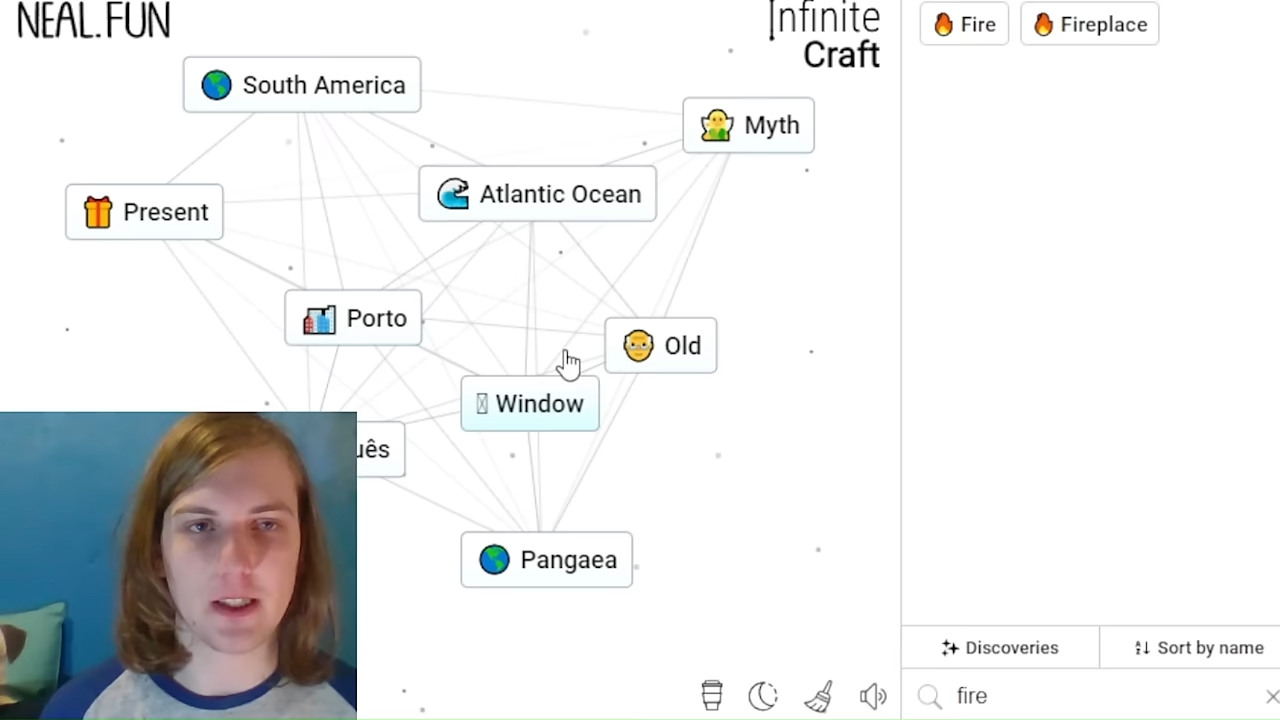 NEAL.FUN
Infinite
Craft
Fire
Fireplace
South America
Myth
Present
Atlantic Ocean
Porto
Old
Window
uês
Pangaea
Discoveries
Sort by name
fire